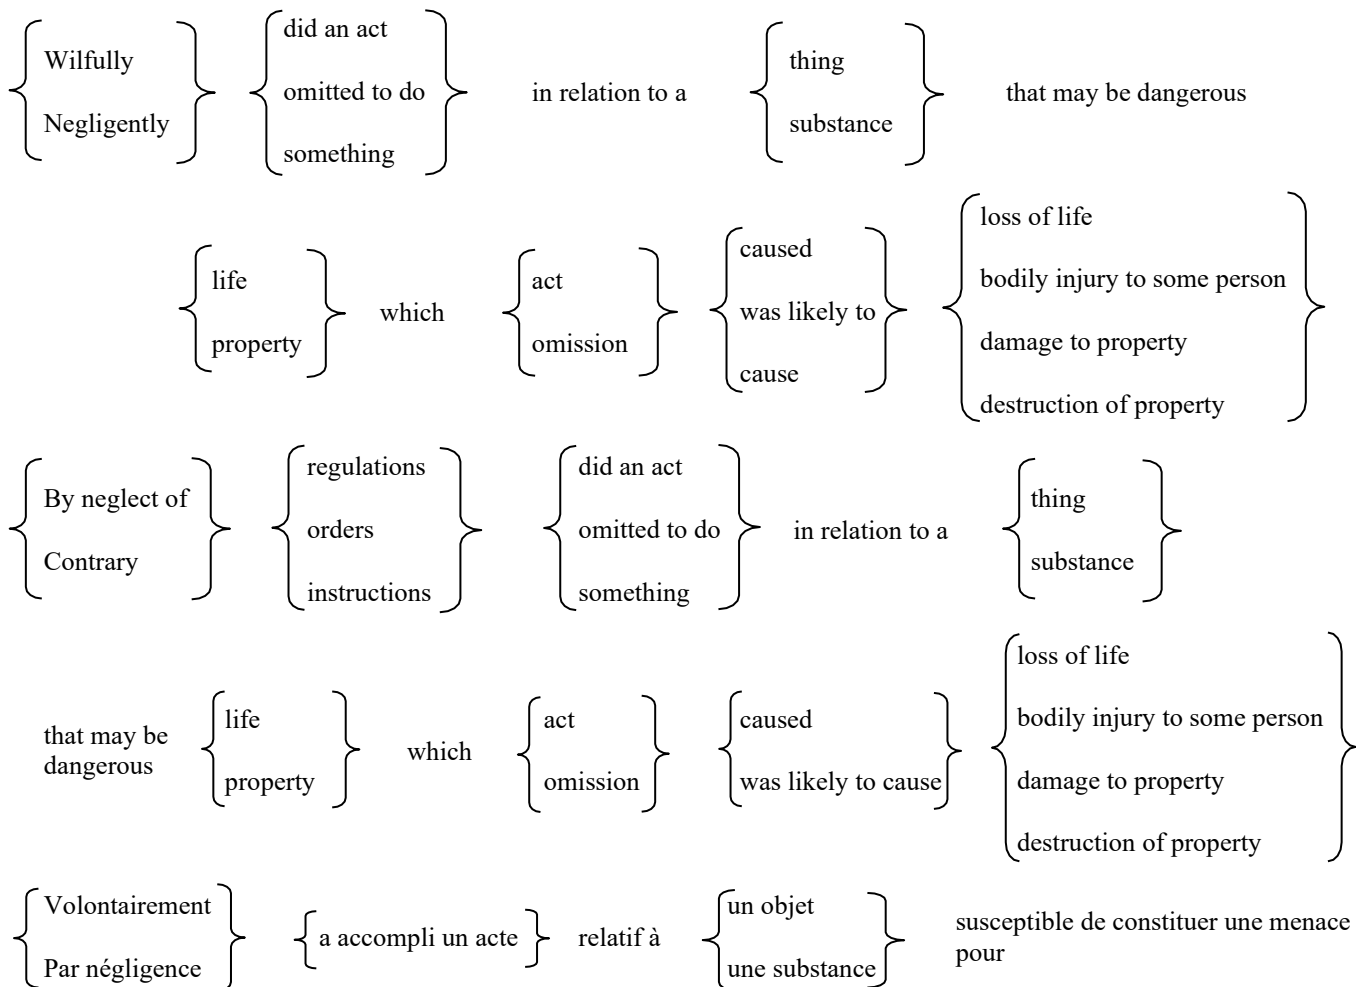 Wilfully
Negligently
did an act
omitted to do
something
in relation to a
thing
substance
that may be dangerous
life
property
which
act
omission
caused
was likely to
cause
loss of life
bodily injury to some person
damage to property
destruction of property
By neglect of
Contrary
regulations
orders
instructions
did an act
omitted to do
something
in relation to a
thing
substance
that may be
dangerous
life
property
which
act
omission
caused
was likely to cause
loss of life
bodily injury to some person
damage to property
destruction of property
Volontairement
Par négligence
a accompli un acte
relatif à
un objet
une substance
susceptible de constituer une menace
pour